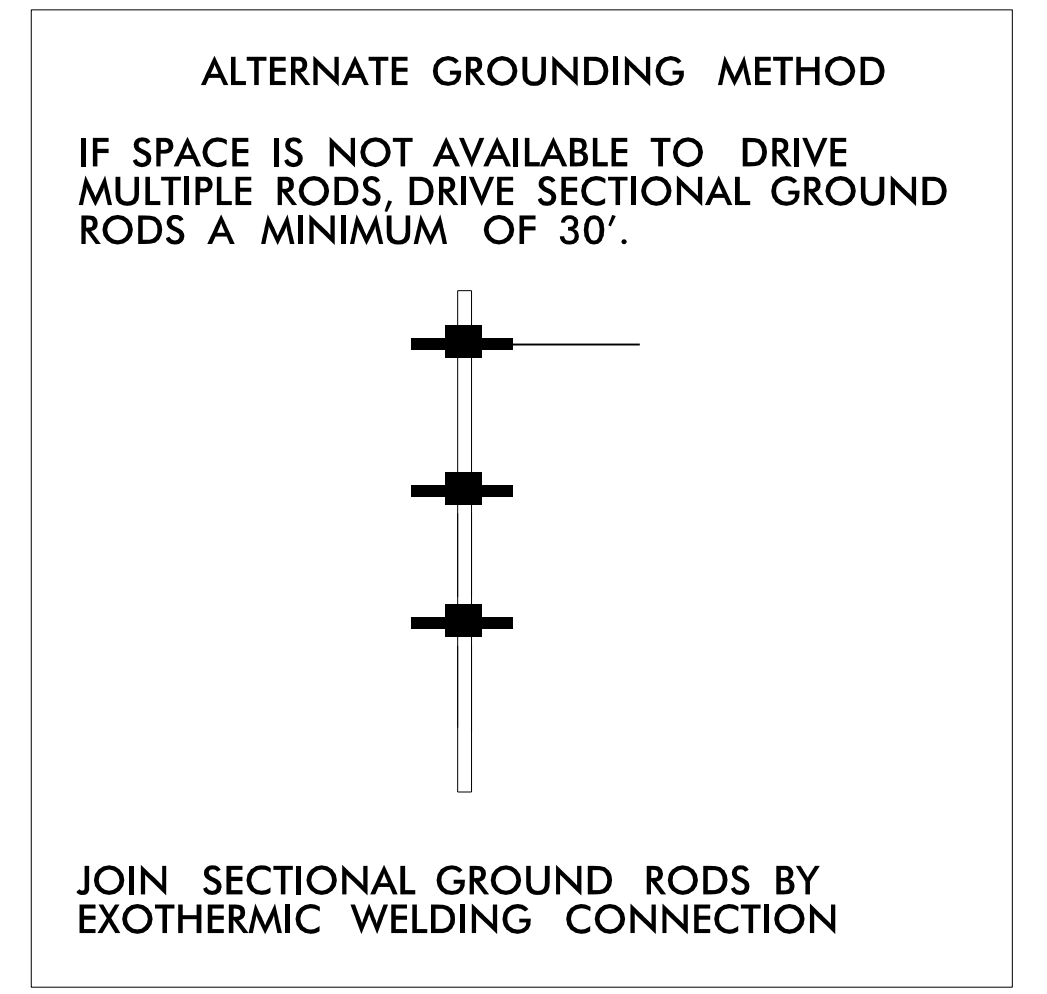 ALTERNATE GROUNDING METHOD
IF SPACE IS NOT AVAILABLE TO DRIVE
MULTIPLE RODS, DRIVE SECTIONAL GROUND
RODS A MINIMUM OF 30'.
JOIN SECTIONAL GROUND RODS BY
EXOTHERMIC WELDING CONNECTION